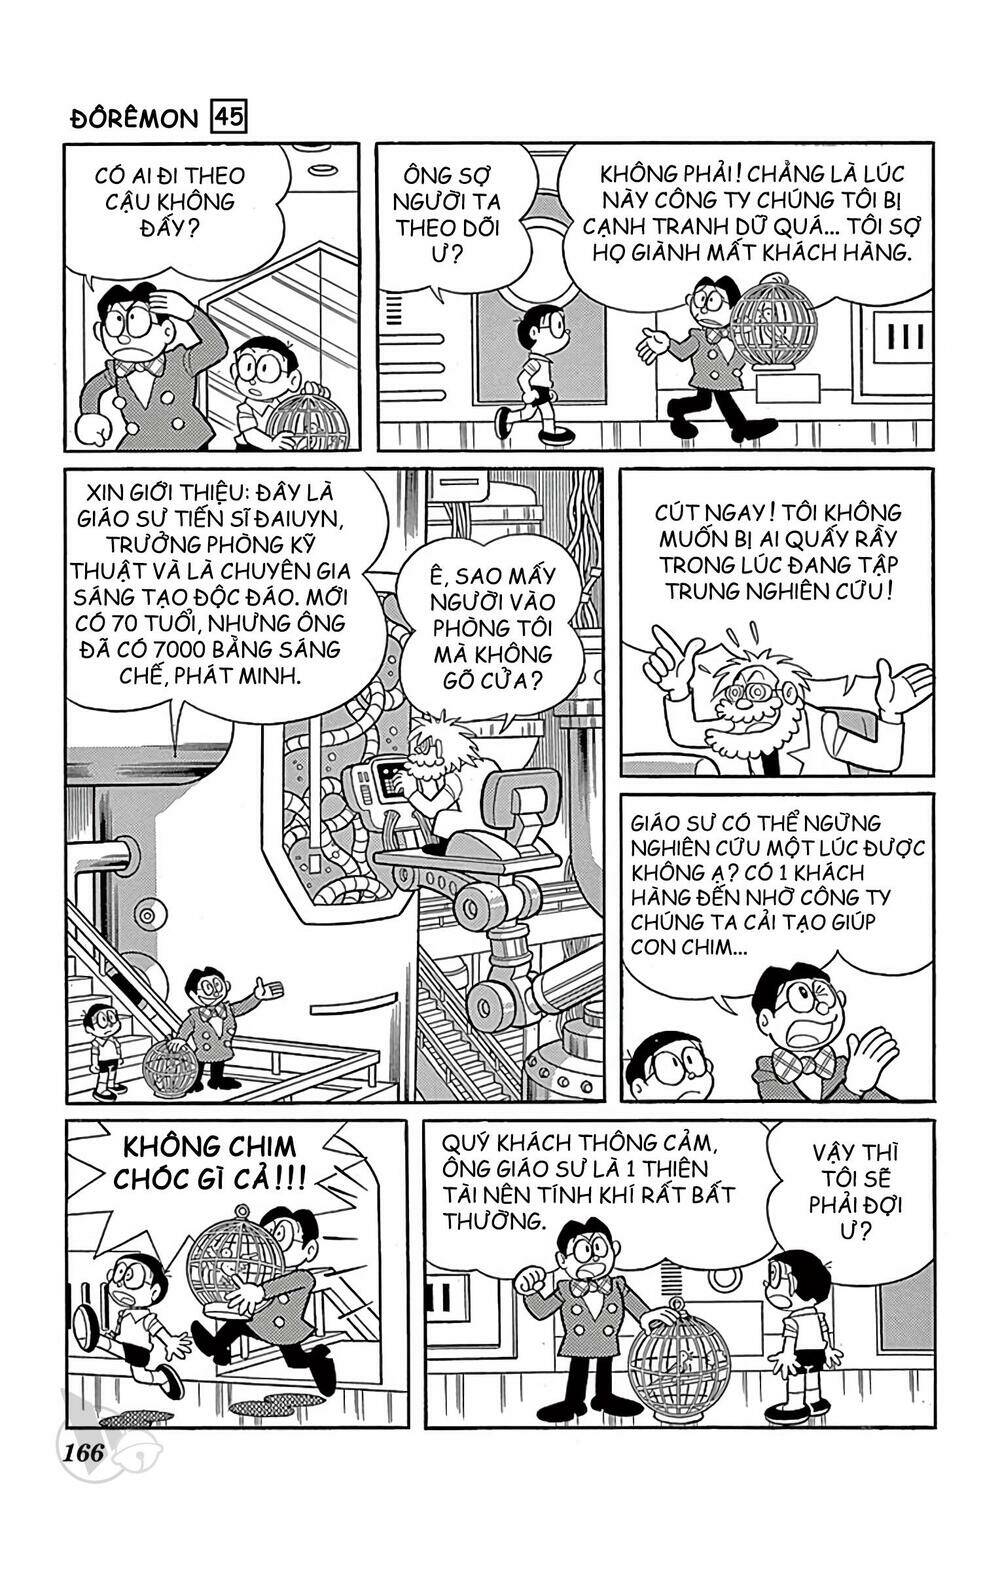 ĐÔRÊMON 45
CÓ AI ĐI THEO
CẬU KHÔNG
ĐẤY?
ÔNG SỢ
NGƯỜI TA
THEO DÕI
Ư?
KHÔNG PHẢI! CHẲNG LÀ LÚC
NÀY CÔNG TY CHÚNG TÔI BỊ
CẠNH TRANH DỮ QUÁ... TÔI SỢ
HỌ GIÀNH MẤT KHÁCH HÀNG.
XIN GIỚI THIỆU: ĐÂY LÀ
GIÁO SƯ TIẾN SĨ ĐAIUYN,
TRƯỞNG PHÒNG KỸ
THUẬT VÀ LÀ CHUYÊN GIA
SÁNG TẠO ĐỘC ĐÁO. MỚI
CÓ 70 TUỔI, NHƯNG ÔNG
ĐÃ CÓ 7000 BẰNG SÁNG
CHẾ, PHÁT MINH.
Ê, SAO MẤY
NGƯỜI VÀO
PHÒNG TÔI
MÀ KHÔNG
GÕ CỬA?
CÚT NGAY! TÔI KHÔNG
MUỐN BỊ AI QUẤY RẦY
TRONG LÚC ĐANG TẬP
TRUNG NGHIÊN CỨU!
GIÁO SƯ CÓ THỂ NGỪNG
NGHIÊN CỨU MỘT LÚC ĐƯỢC
KHÔNG Ạ? CÓ 1 KHÁCH
HÀNG ĐẾN NHỜ CÔNG TY
CHÚNG TA CẢI TẠO GIÚP
CON CHIM...
KHÔNG CHIM
CHÓC GÌ CẢ!!!
QUÝ KHÁCH THÔNG CẢM,
ÔNG GIÁO SƯ LÀ 1 THIÊN
TÀI NÊN TÍNH KHÍ RẤT BẤT
THƯỜNG.
VẬY THÌ
TÔI SẼ
PHẢI ĐỢI
Ư?
166